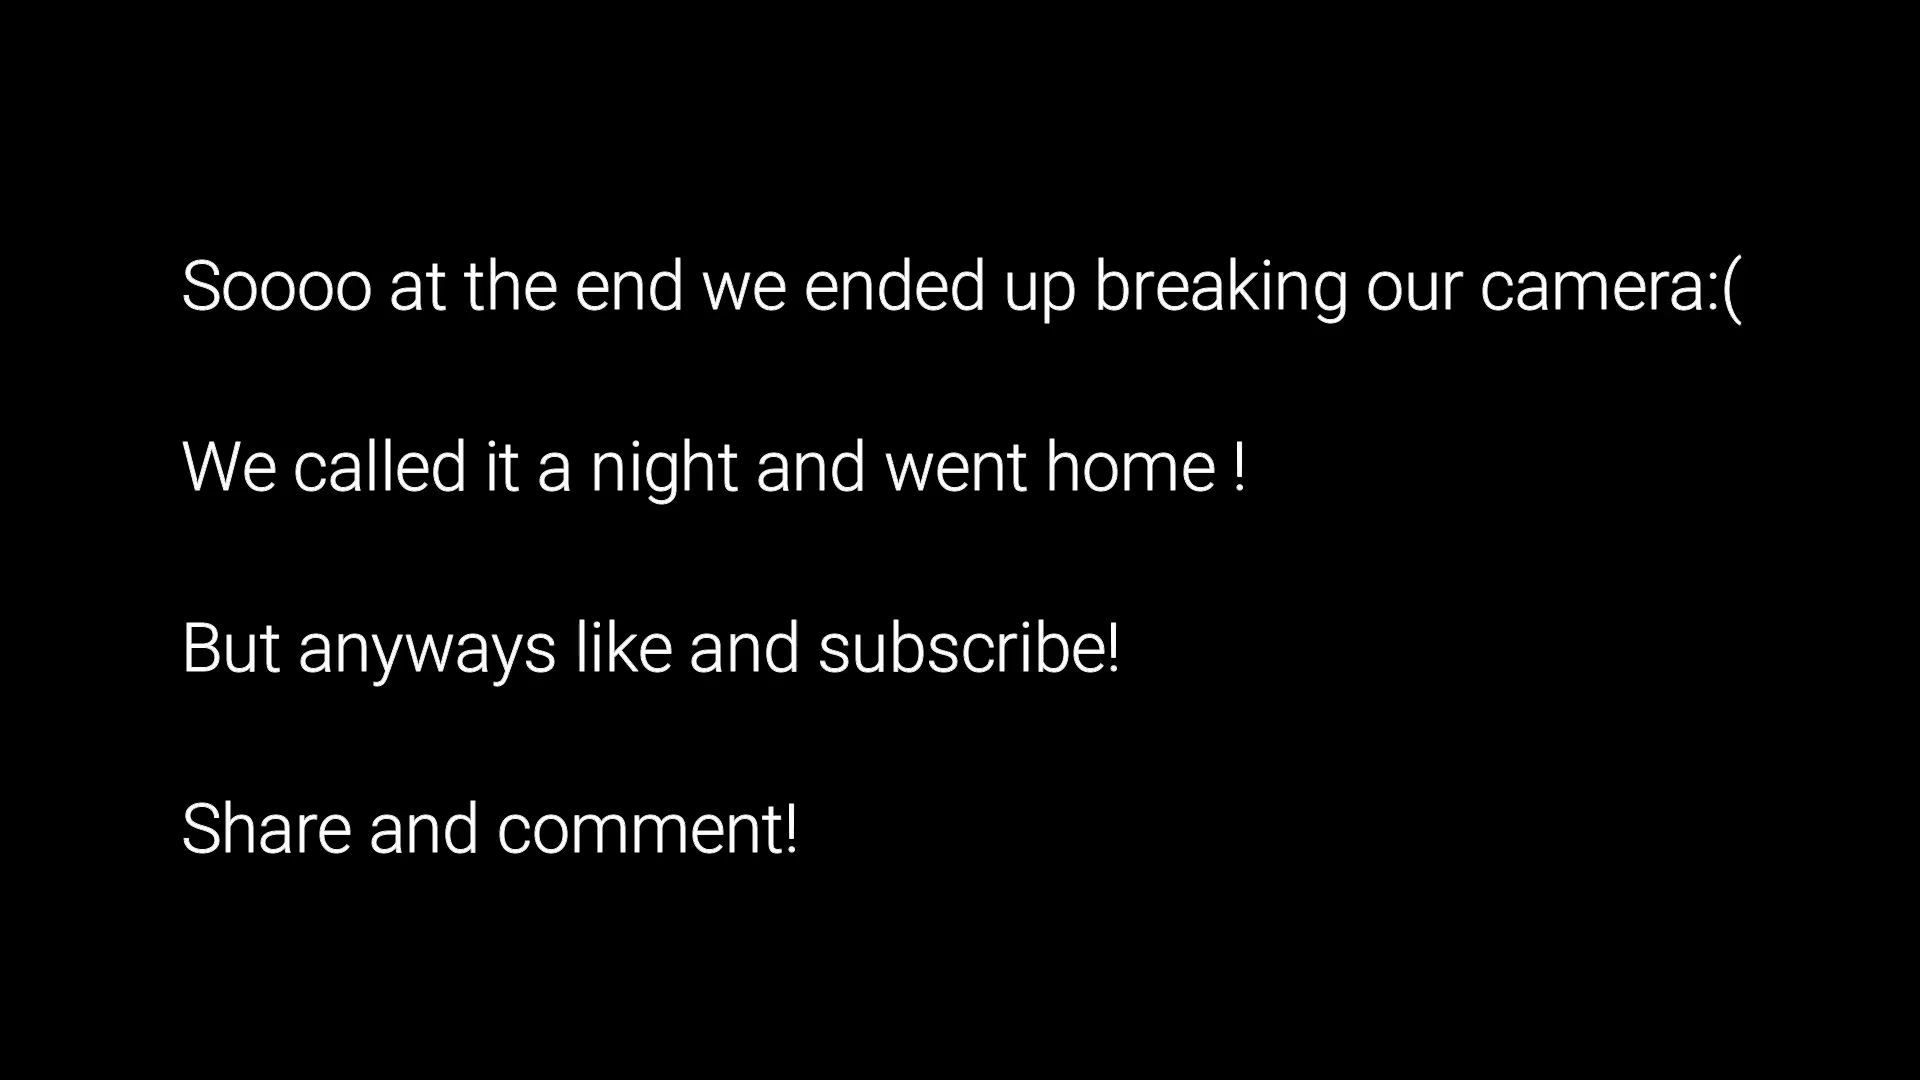 Soooo at the end we ended up breaking our camera:(
We called it a night and went home !
But anyways like and subscribe!
Share and comment!